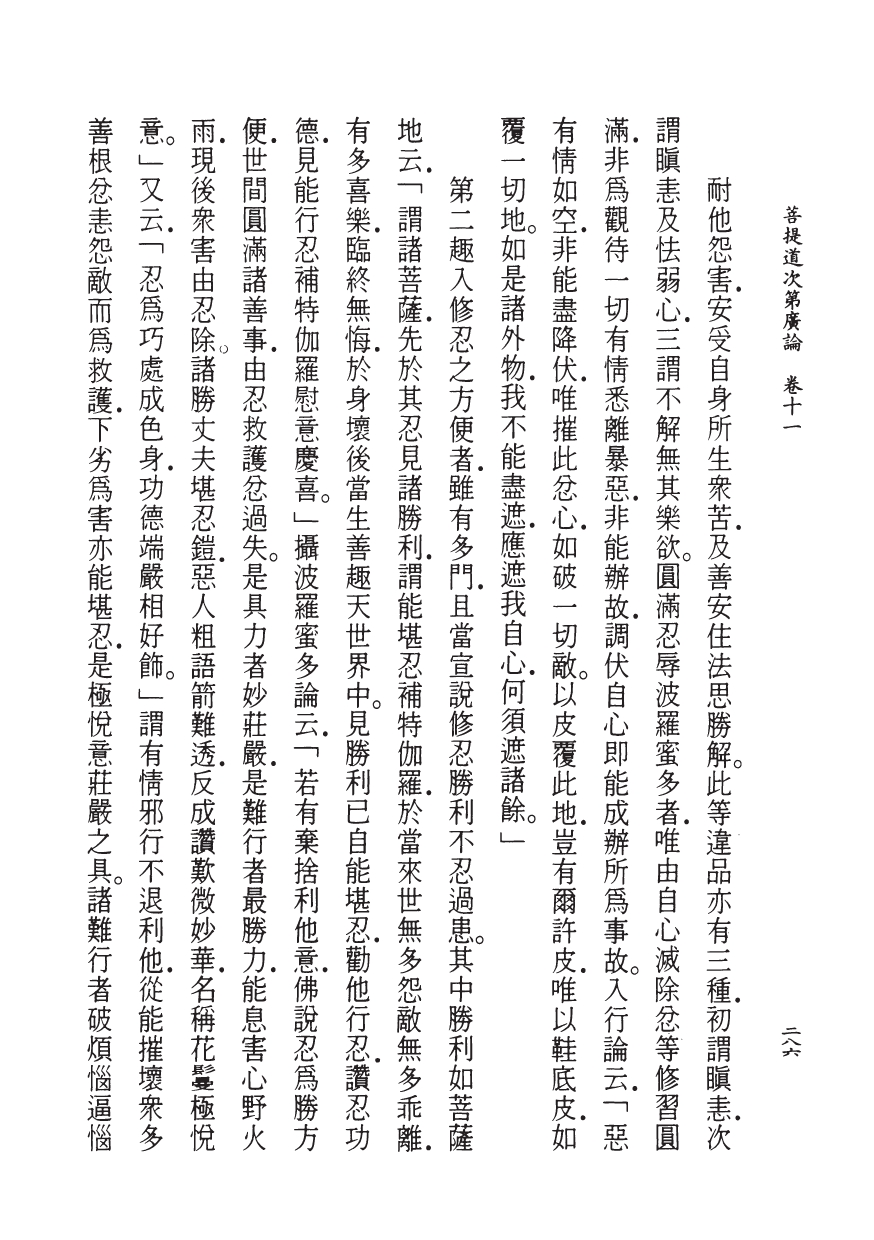 菩提道次第廣論　卷十一
二八六
耐他怨害．安受自身所生衆苦．及善安住法思勝解。此等違品亦有三種．初謂瞋恚．次
謂瞋恚及怯弱心．三謂不解無其樂欲。圓滿忍辱波羅蜜多者．唯由自心滅除忿等修習圓
滿．非爲觀待一切有情悉離暴惡．非能辦故．調伏自心即能成辦所爲事故。入行論云．「惡
有情如空．非能盡降伏．唯摧此忿心．如破一切敵。以皮覆此地．豈有爾許皮．唯以鞋底皮．如
覆一切地。如是諸外物．我不能盡遮．應遮我自心．何須遮諸餘。」
第二趣入修忍之方便者．雖有多門．且當宣說修忍勝利不忍過患。其中勝利如菩薩
地云．「謂諸菩薩．先於其忍見諸勝利．謂能堪忍補特伽羅．於當來世無多怨敵無多乖離．
有多喜樂．臨終無悔．於身壞後當生善趣天世界中。見勝利已自能堪忍．勸他行忍．讚忍功
德．見能行忍補特伽羅慰意慶喜。」攝波羅蜜多論云．「若有棄捨利他意．佛說忍爲勝方
便．世間圓滿諸善事．由忍救護忿過失。是具力者妙莊嚴．是難行者最勝力．能息害心野火
雨．現後衆害由忍除。諸勝丈夫堪忍鎧．惡人粗語箭難透．反成讚歎微妙華．名稱花鬘極悅
意。」又云．「忍爲巧處成色身．功德端嚴相好飾。」謂有情邪行不退利他．從能摧壞衆多
善根忿恚怨敵而爲救護．下劣爲害亦能堪忍．是極悅意莊嚴之具。諸難行者破煩惱逼惱